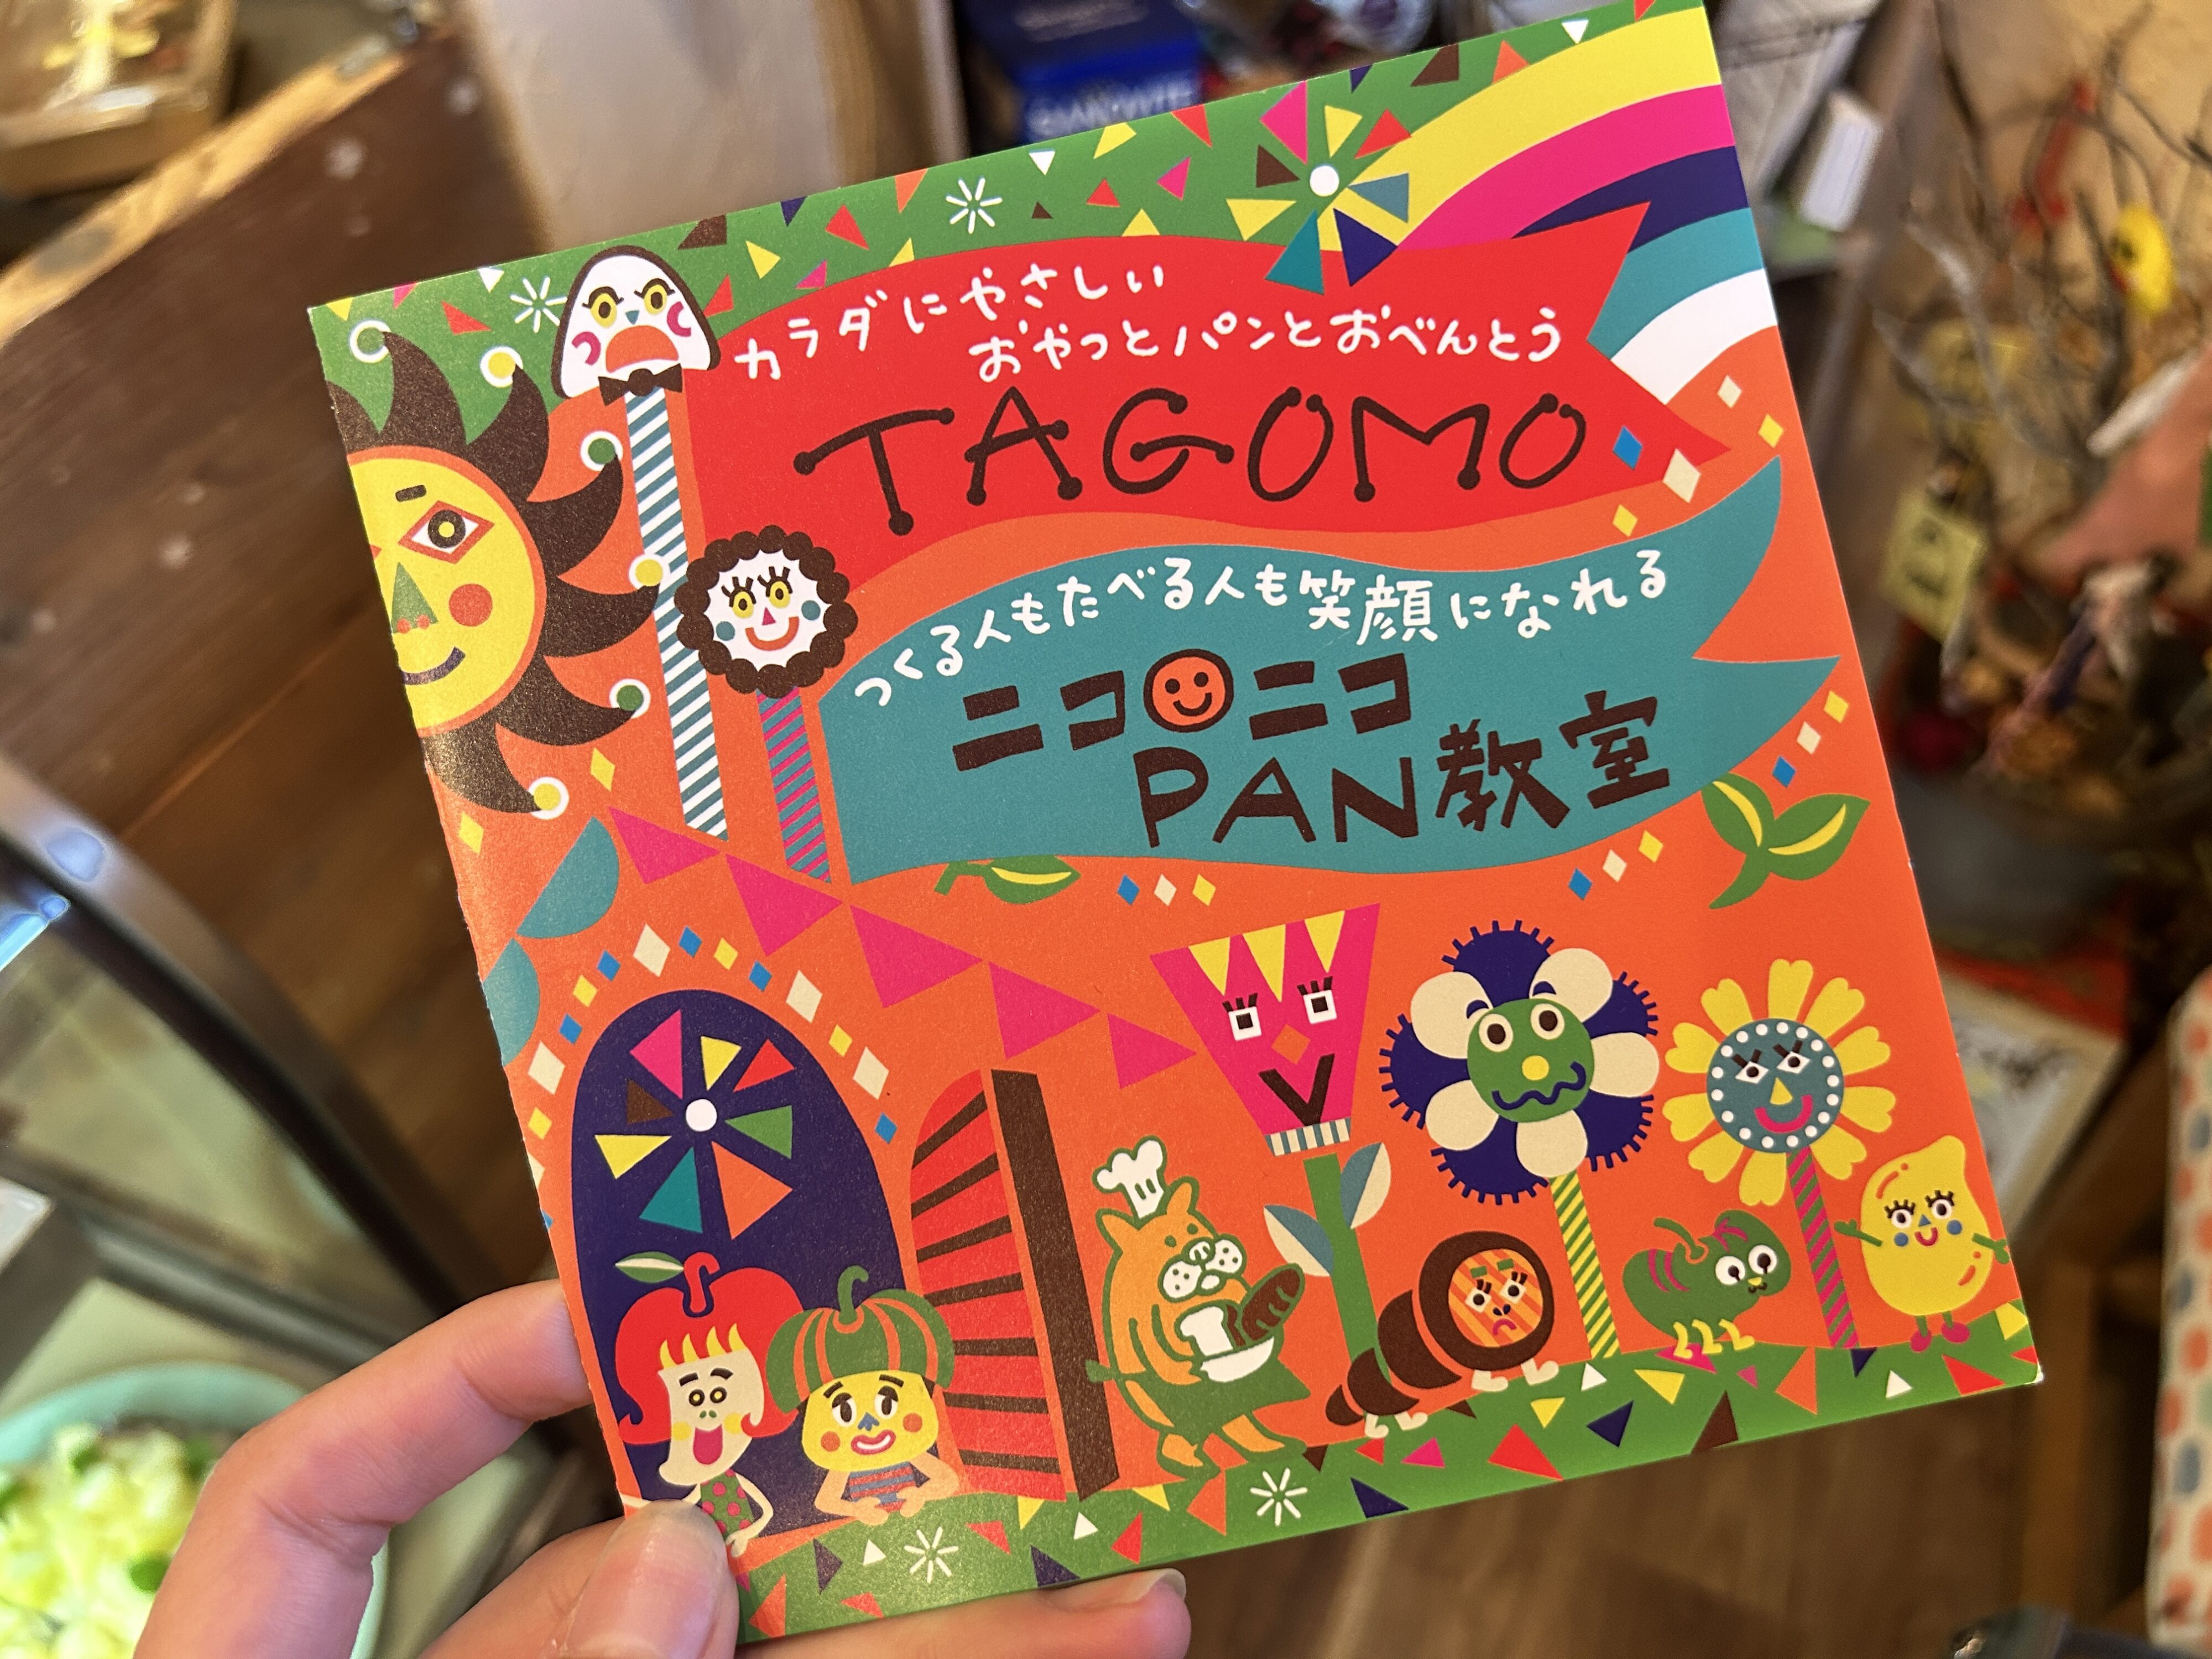 カラダにやさしい
おやつとパンとおべんとう
TAGOMO
つくる人もたべる人も笑顔になれる
ニコニコ
PAN教室